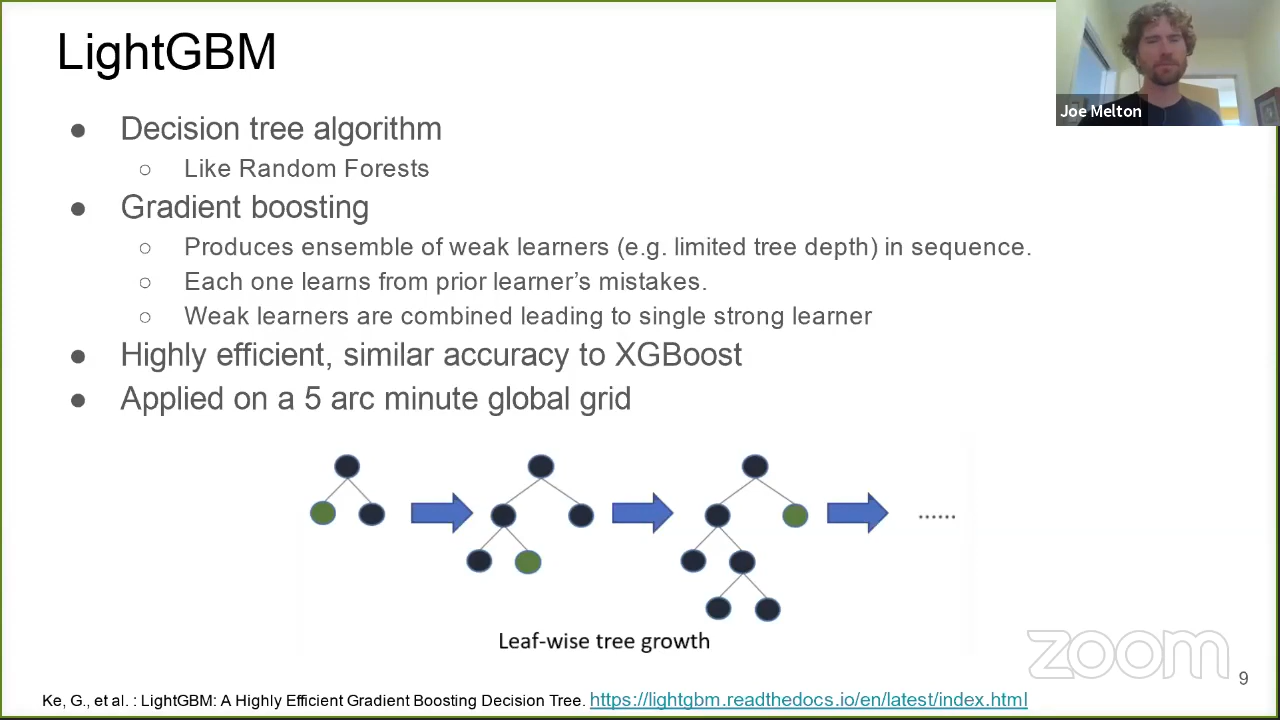 LightGBM
Joe Melton
● Decision tree algorithm
○ Like Random Forests
● Gradient boosting
○ Produces ensemble of weak learners (e.g. limited tree depth) in sequence.
○ Each one learns from prior learner’s mistakes.
○ Weak learners are combined leading to single strong learner
● Highly efficient, similar accuracy to XGBoost
● Applied on a 5 arc minute global grid
......
Leaf-wise tree growth
zoom
9
Ke, G., et al. : LightGBM: A Highly Efficient Gradient Boosting Decision Tree. https://lightgbm.readthedocs.io/en/latest/index.html